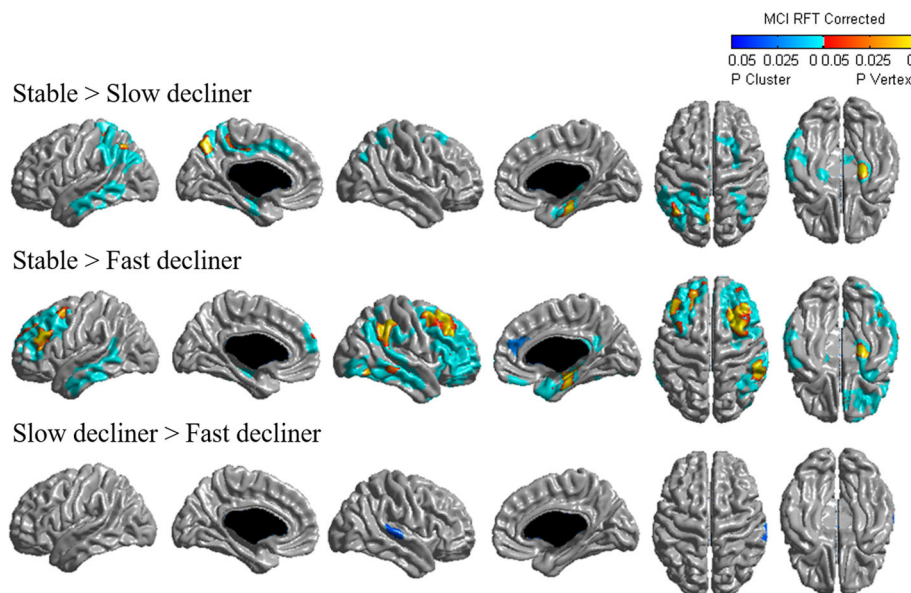 MCI RFT Corrected
0.05 0.025 0 0.05 0.025 0
P Cluster P Vertex
Stable > Slow decliner
Stable > Fast decliner
Slow decliner > Fast decliner